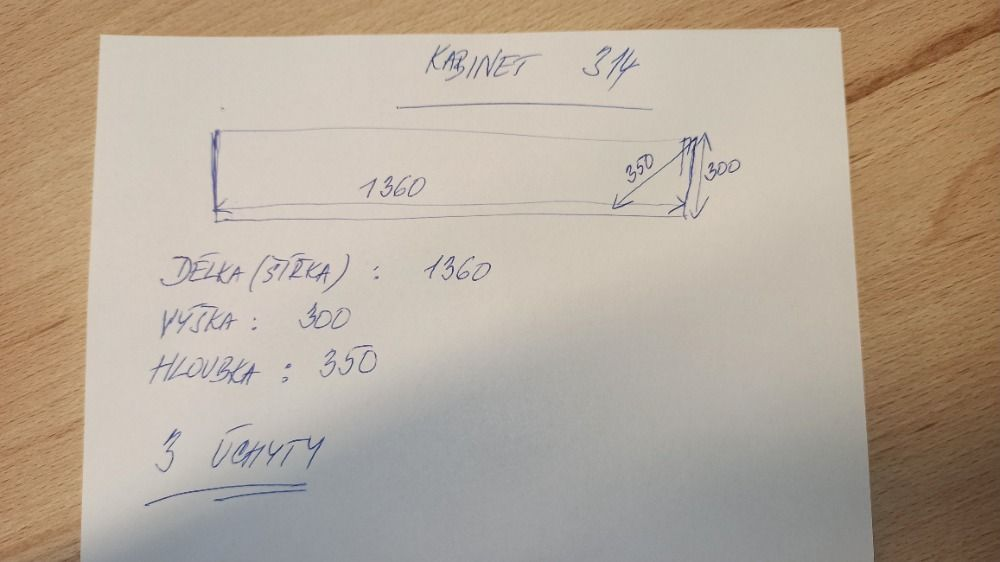 KABINET 314
350
300
1360
DÉLKA (ŠÍŘKA) : 1360
VÝŠKA : 300
HLOUBKA : 350
3 ÚCHYTY